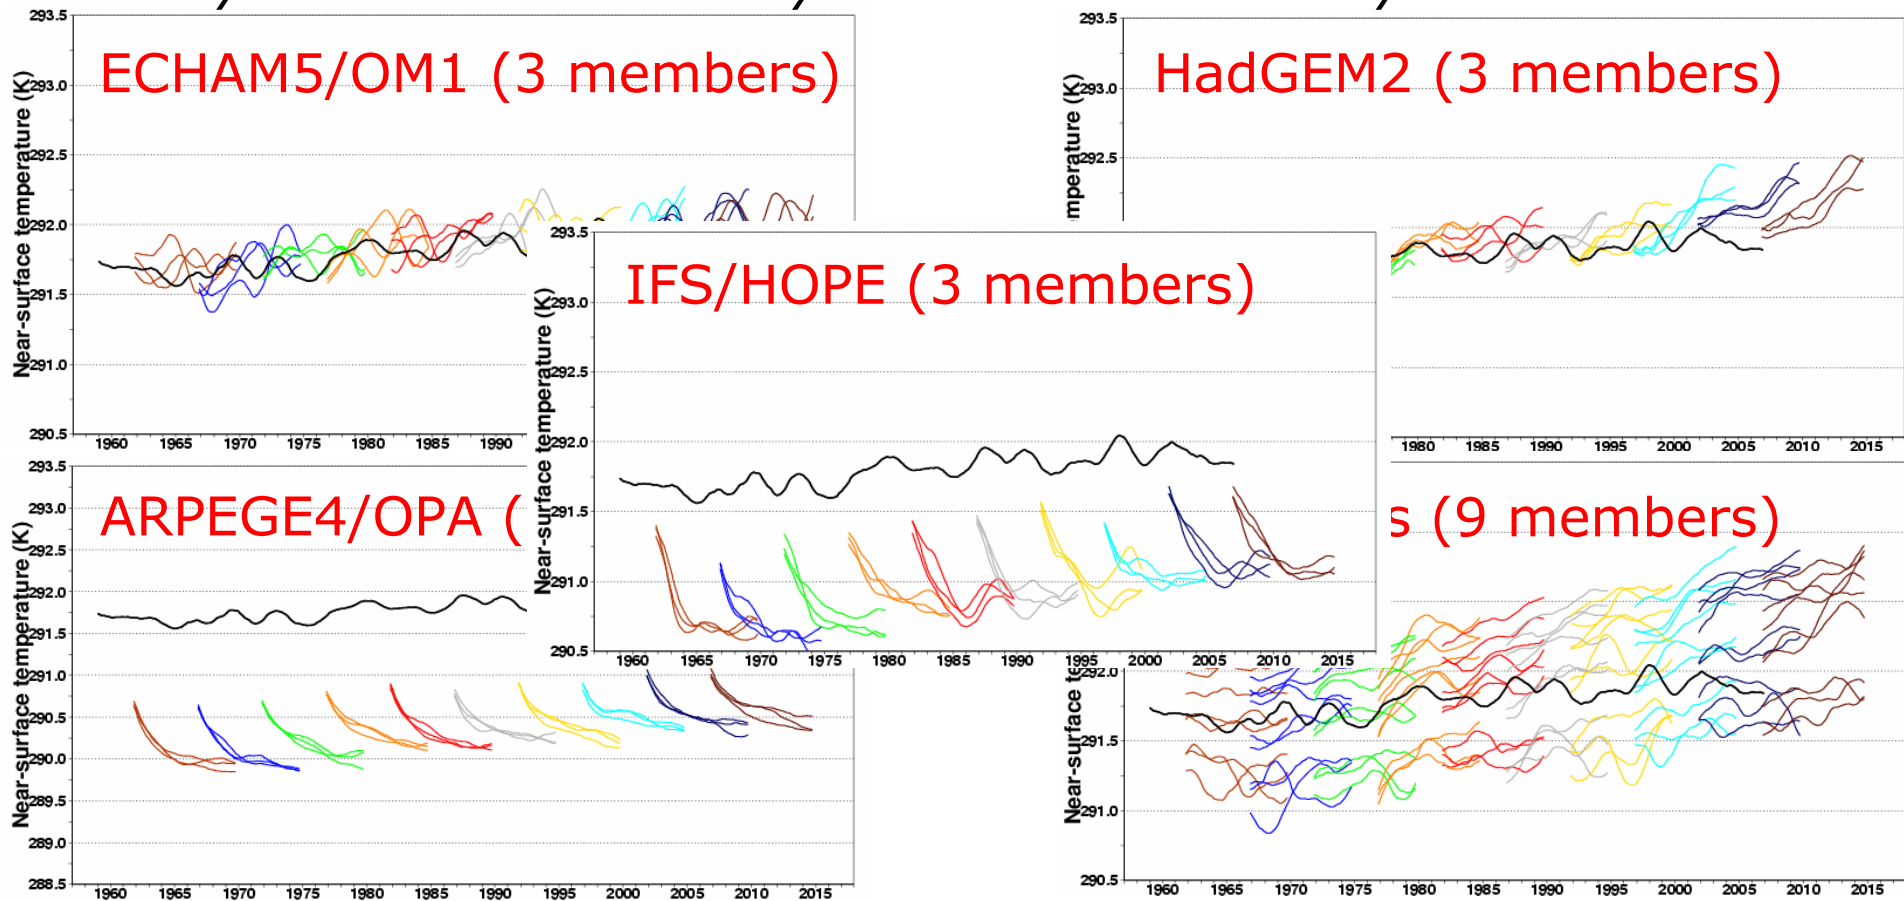 293.5
ECHAM5/OM1 (3 members)
293.0
292.5
292.0
291.5
291.0
290.5
Near-surface temperature (K)
1960 1965 1970 1975 1980 1985 1990
293.5
HadGEM2 (3 members)
293.0
292.5
mperature (K)
1980 1985 1990 1995 2000 2005 2010 2015
293.5
IFS/HOPE (3 members)
293.0
292.5
292.0
291.5
291.0
290.5
Near-surface temperature (K)
1960 1965 1970 1975 1980 1985 1990 1995 2000 2005 2010 2015
293.5
ARPEGE4/OPA (
293.0
292.5
292.0
291.5
291.0
290.5
290.0
289.5
289.0
288.5
Near-surface temperature (K)
1960 1965 1970 1975 1980 1985 1990 1995 2000 2005 2010 2015
s (9 members)
292.0
291.5
291.0
290.5
Near-surface te
1960 1965 1970 1975 1980 1985 1990 1995 2000 2005 2010 2015